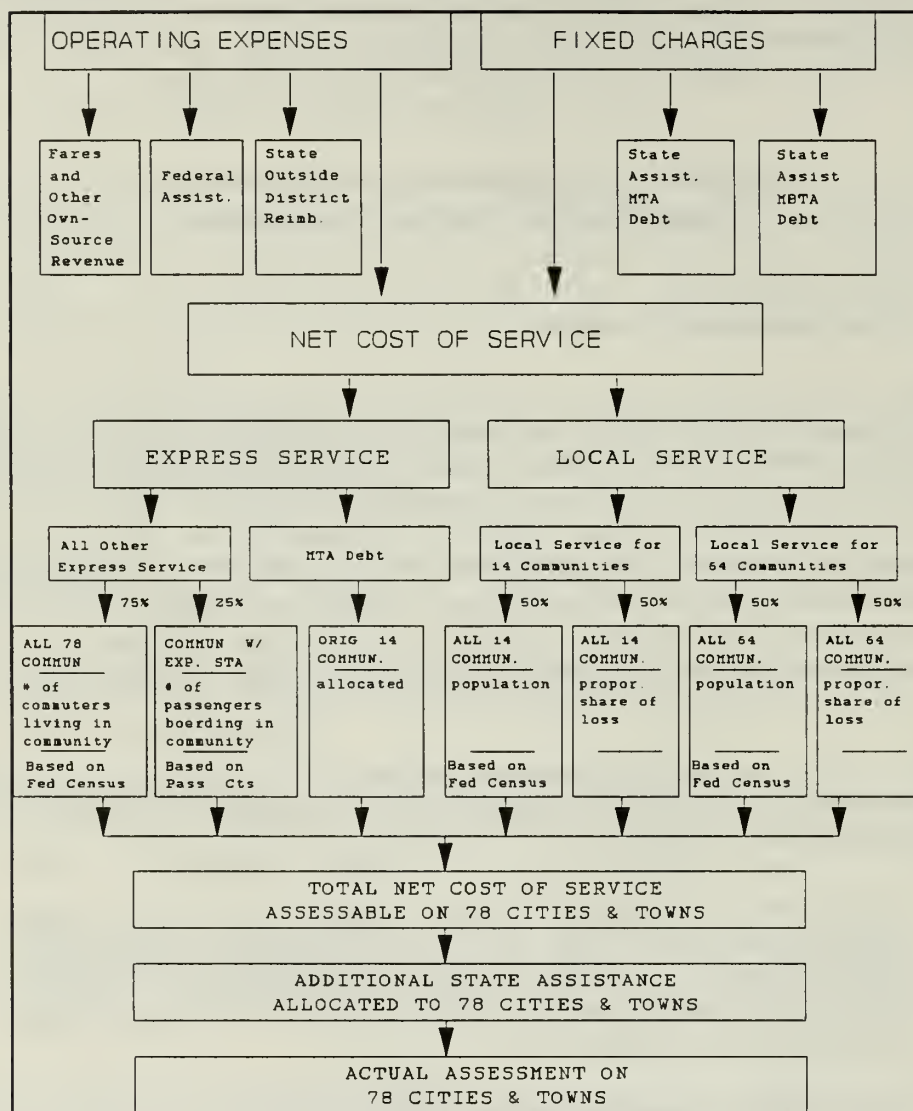 OPERATING EXPENSES
FIXED CHARGES
Fares
and
Other
Own-
Source
Revenue
Federal
Assist.
State
Outside
District
Reimb.
State
Assist.
MTA
Debt
State
Assist
MBTA
Debt
NET COST OF SERVICE
EXPRESS SERVICE
LOCAL SERVICE
All Other
Express Service
MTA Debt
Local Service for
14 Communities
Local Service for
64 Communities
75%
25%
50%
50%
50%
50%
ALL 78
COMMUN
# of
commuters
living in
community
Based on
Fed Census
COMMUN W/
EXP. STA
# of
passengers
boerding in
community
Based on
Pass Cts
ORIG 14
COMMUN.
allocated
ALL 14
COMMUN.
population
Based on
Fed Census
ALL 14
COMMUN.
propor.
share of
loss
ALL 64
COMMUN.
population
Based on
Fed Census
ALL 64
COMMUN.
propor.
share of
loss
TOTAL NET COST OF SERVICE
ASSESSABLE ON 78 CITIES & TOWNS
ADDITIONAL STATE ASSISTANCE
ALLOCATED TO 78 CITIES & TOWNS
ACTUAL ASSESSMENT ON
78 CITIES & TOWNS